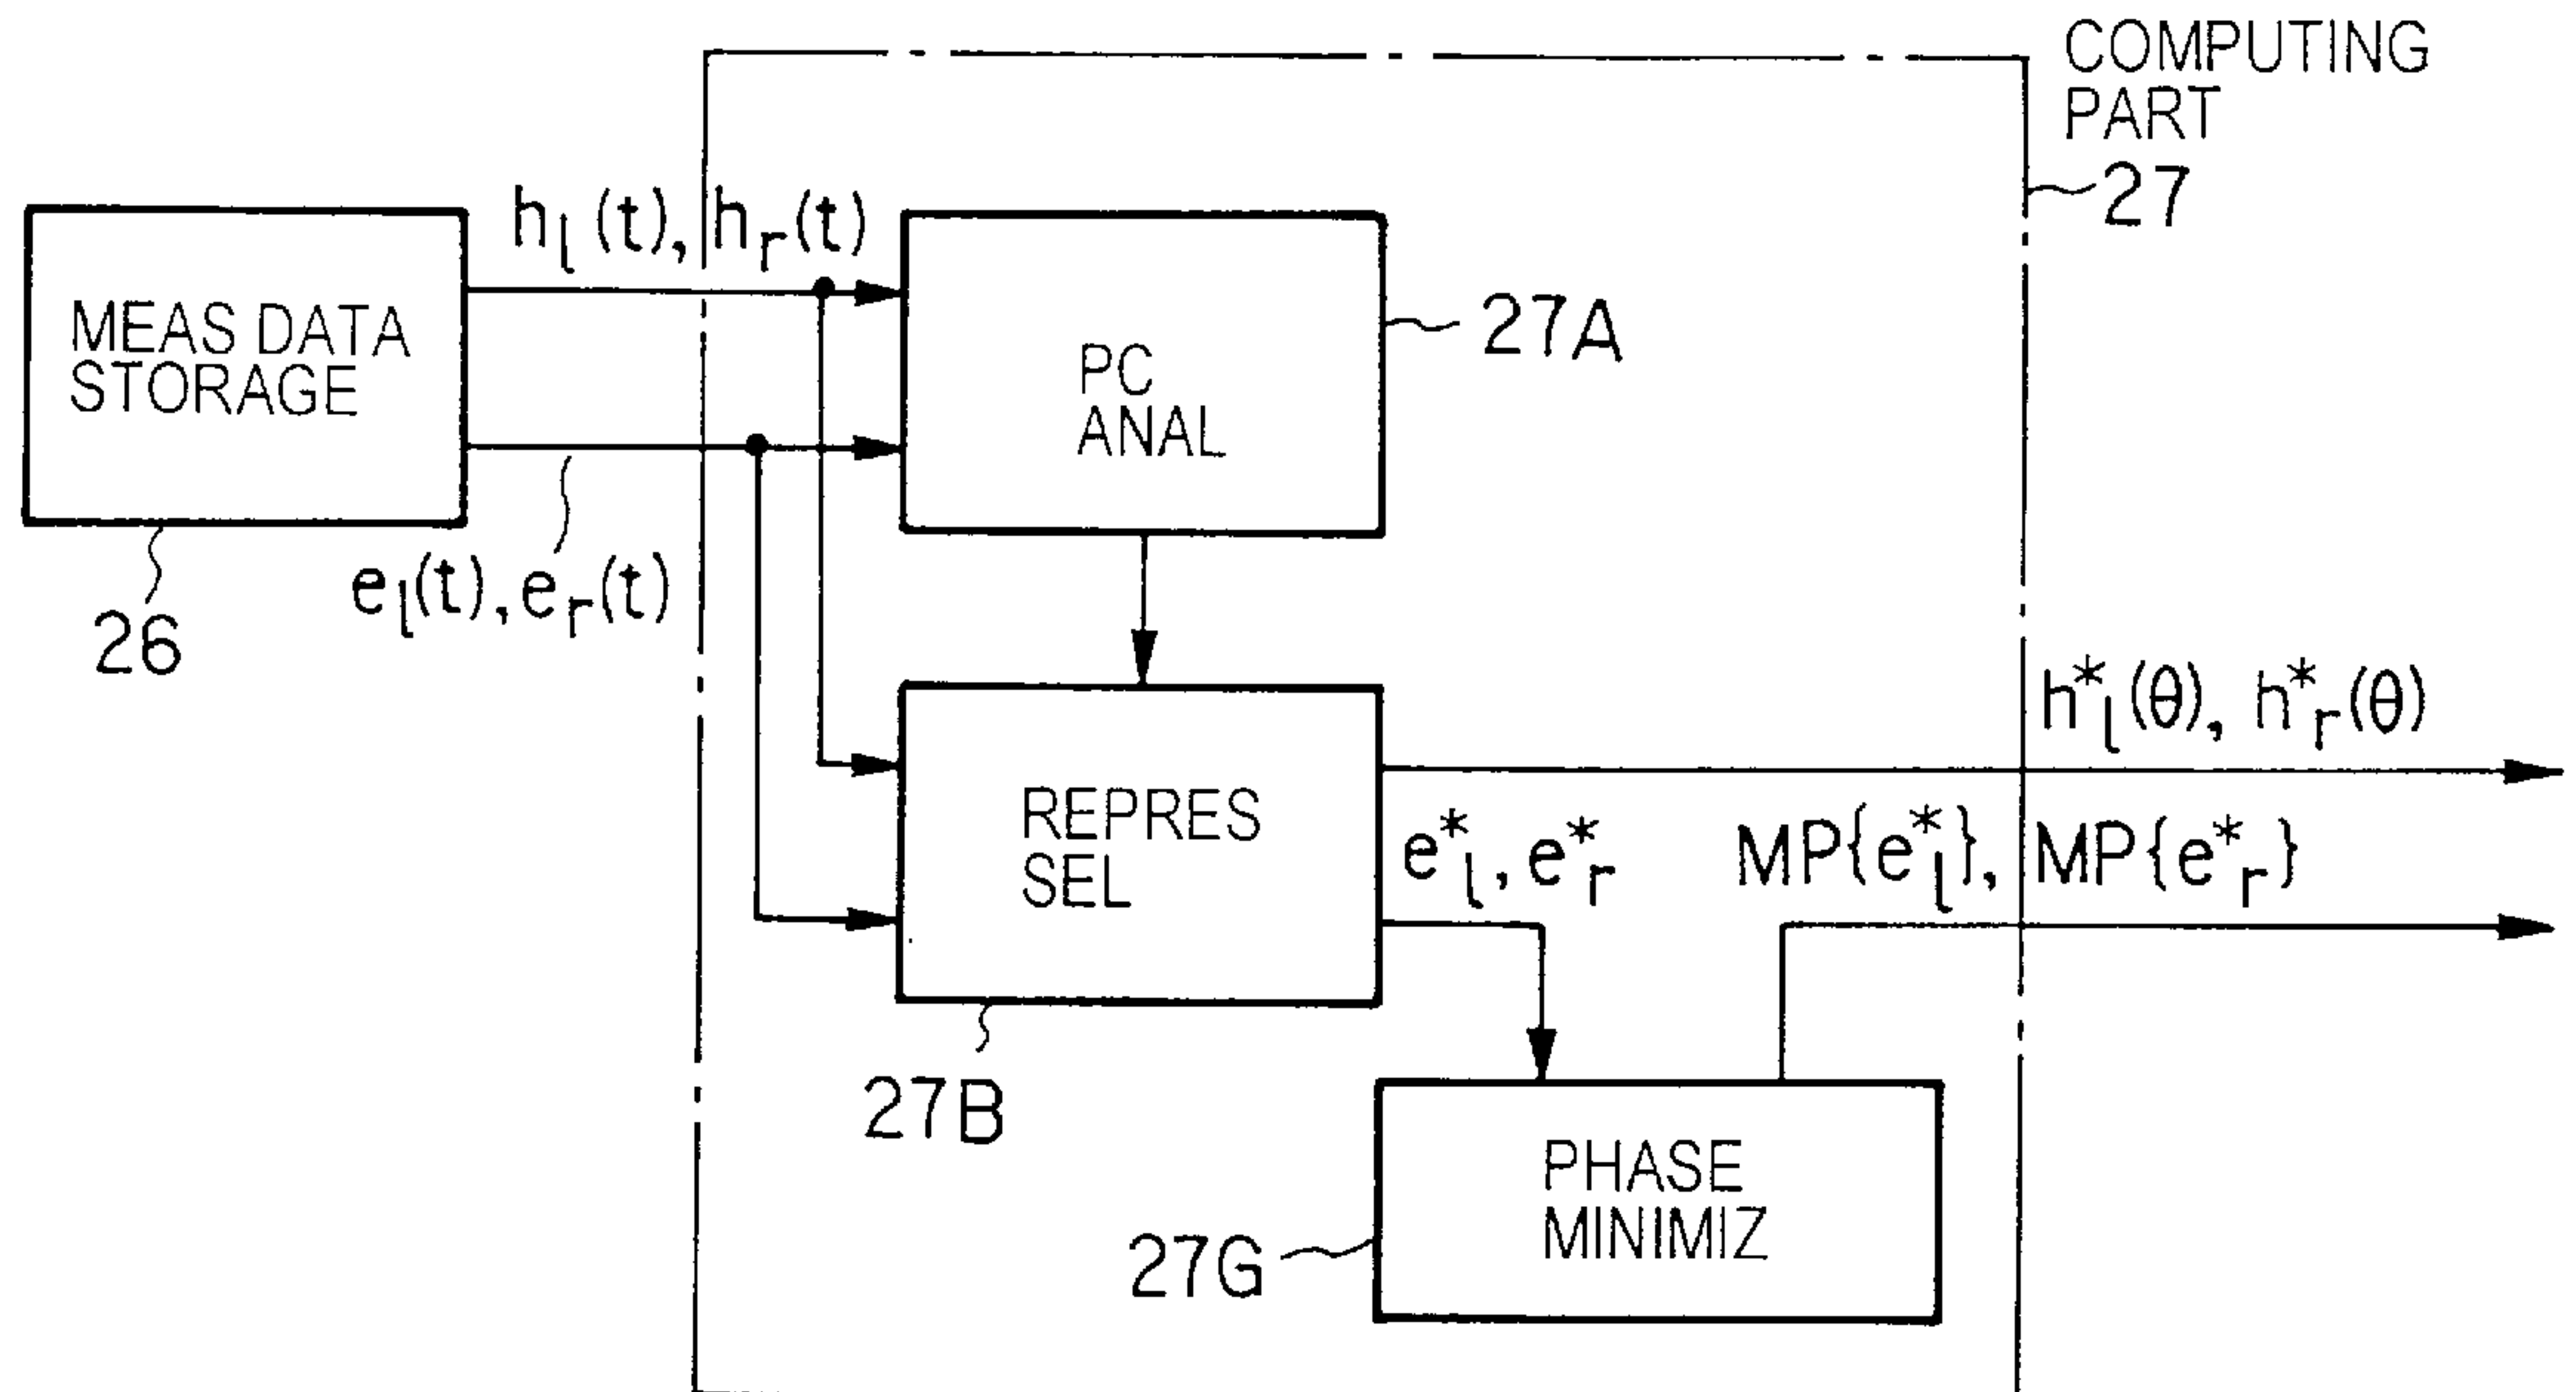 COMPUTING
PART
27
h_l(t), h_r(t)
MEAS DATA
STORAGE
PC
ANAL
27A
e_l(t), e_r(t)
26
h*_l(θ), h*_r(θ)
REPRES
SEL
e*_l, e*_r
MP{e*_l}, MP{e*_r}
27B
PHASE
MINIMIZ
27G